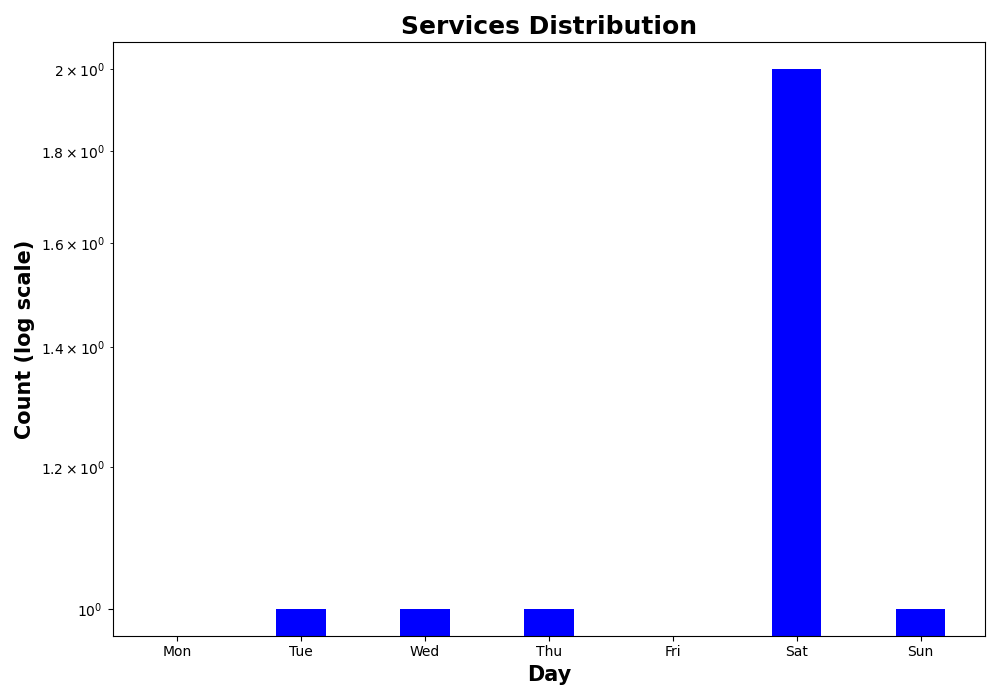 Services Distribution
Count (log scale)
2 × 10⁰
1.8 × 10⁰
1.6 × 10⁰
1.4 × 10⁰
1.2 × 10⁰
10⁰
Mon Tue Wed Thu Fri Sat Sun
Day